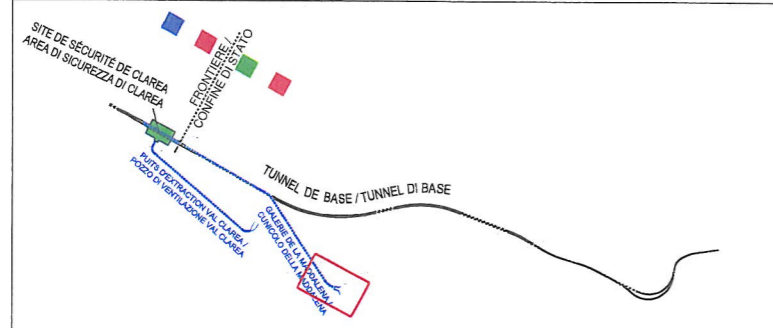 SITE DE SÉCURITÉ DE CLAREA
AREA DI SICUREZZA DI CLAREA
FRONTIERE /
CONFINE DI STATO
TUNNEL DE BASE / TUNNEL DI BASE
PUITS D'EXTRACTION VAL CLAREA /
POZZO DI VENTILAZIONE VAL CLAREA
GALERIE DE LA MADDALENA /
CUNICOLO DELLA MADDALENA